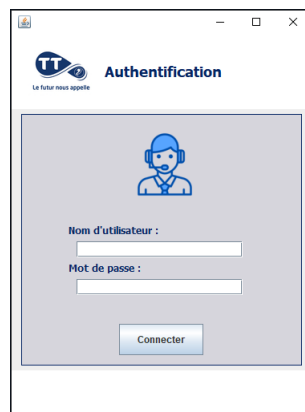 TT
Le futur nous appelle
Authentification
Nom d'utilisateur :
Mot de passe :
Connecter